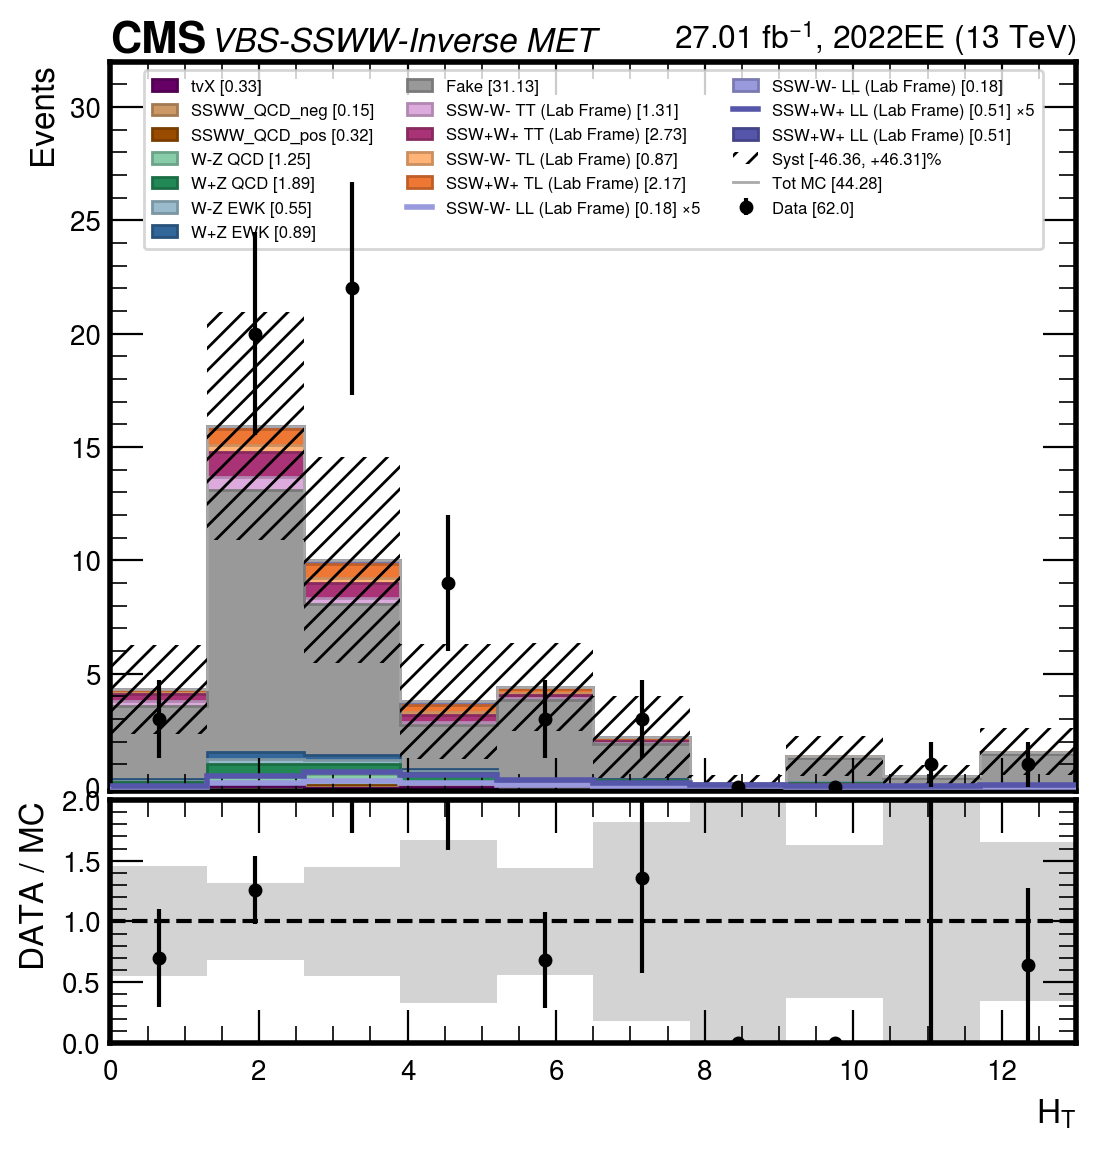 CMS VBS-SSWW-Inverse MET 27.01 fb⁻¹, 2022EE (13 TeV)
Events
tvX [0.33]
SSWW_QCD_neg [0.15]
SSWW_QCD_pos [0.32]
W-Z QCD [1.25]
W+Z QCD [1.89]
W-Z EWK [0.55]
W+Z EWK [0.89]
Fake [31.13]
SSW-W- TT (Lab Frame) [1.31]
SSW+W+ TT (Lab Frame) [2.73]
SSW-W- TL (Lab Frame) [0.87]
SSW+W+ TL (Lab Frame) [2.17]
SSW-W- LL (Lab Frame) [0.18] ×5
SSW-W- LL (Lab Frame) [0.18]
SSW+W+ LL (Lab Frame) [0.51] ×5
SSW+W+ LL (Lab Frame) [0.51]
Syst [-46.36, +46.31]%
Tot MC [44.28]
Data [62.0]
30
25
20
15
10
5
0
DATA / MC
2.0
1.5
1.0
0.5
0.0
0 2 4 6 8 10 12
H_T